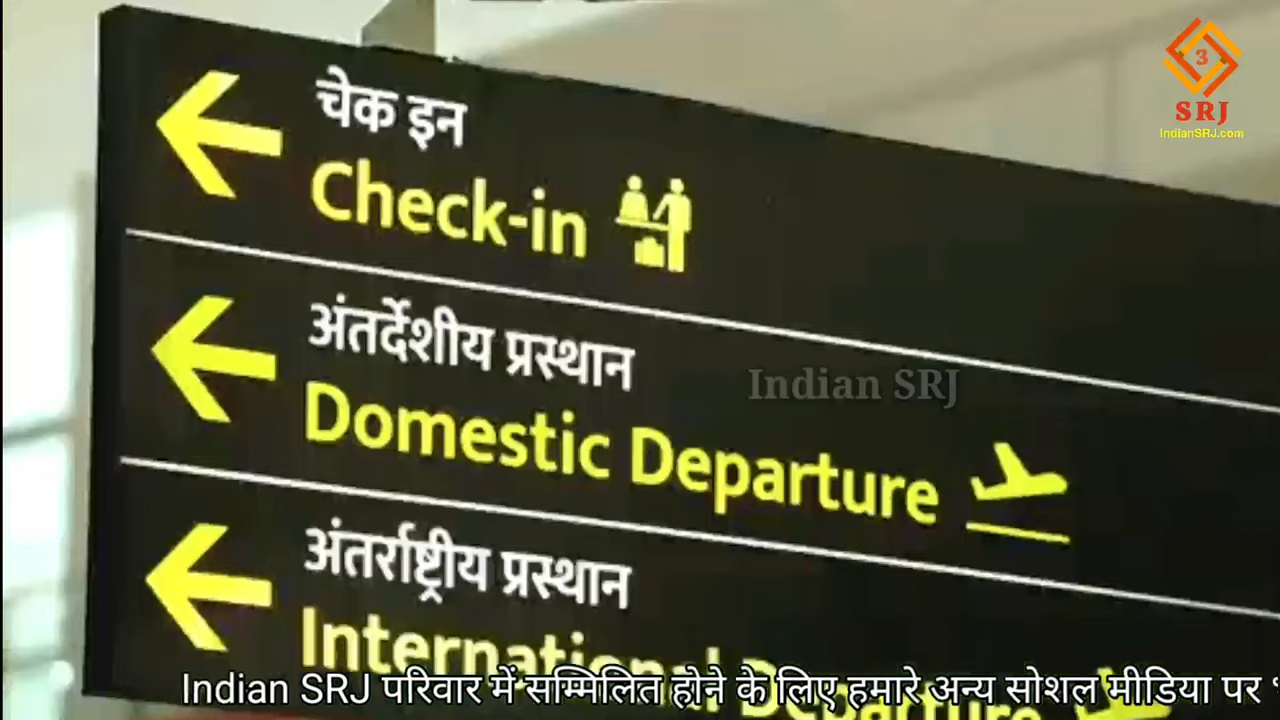 3
SRJ
IndianSRJ.com
चेक इन
Check-in
अंतर्देशीय प्रस्थान
Domestic Departure
Indian SRJ
अंतर्राष्ट्रीय प्रस्थान
International Departure
Indian SRJ परिवार में सम्मिलित होने के लिए हमारे अन्य सोशल मीडिया पर